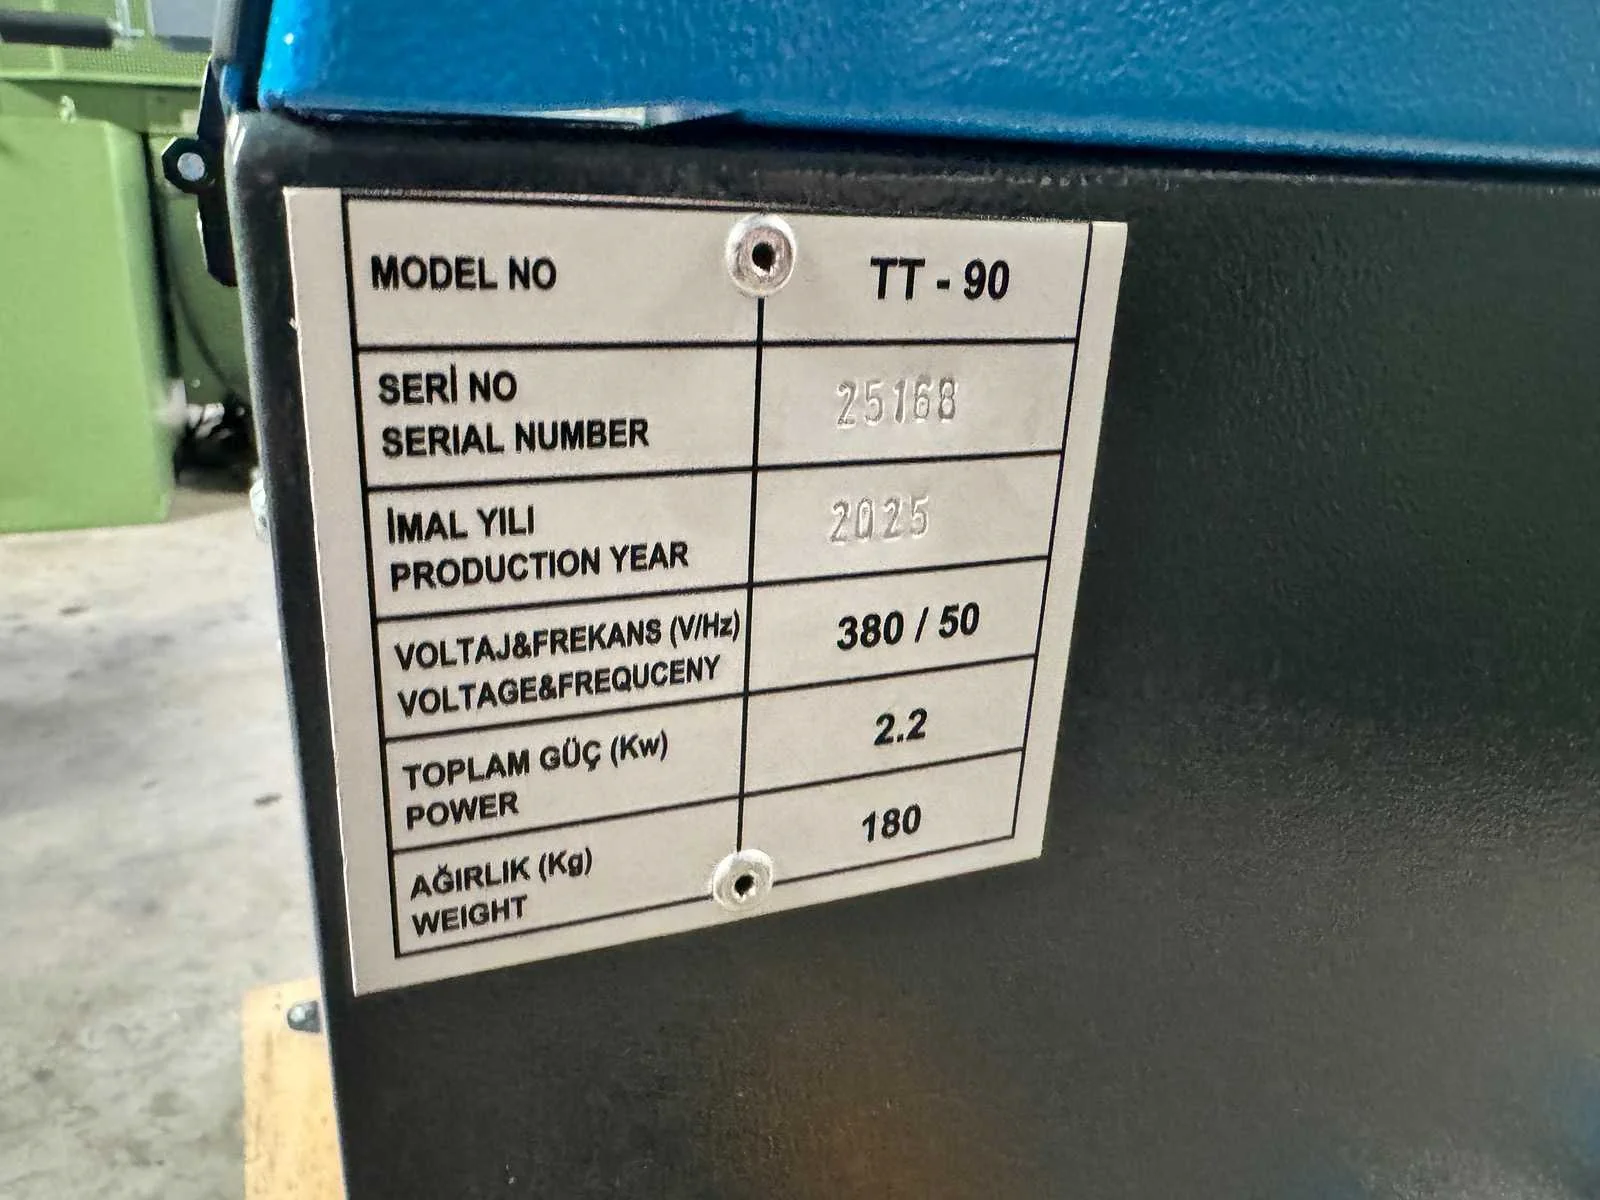 MODEL NO TT - 90
SERİ NO
SERIAL NUMBER 25168
İMAL YILI
PRODUCTION YEAR 2025
VOLTAJ&FREKANS (V/Hz)
VOLTAGE&FREQUCENY 380 / 50
TOPLAM GÜÇ (Kw)
POWER 2.2
AĞIRLIK (Kg)
WEIGHT 180